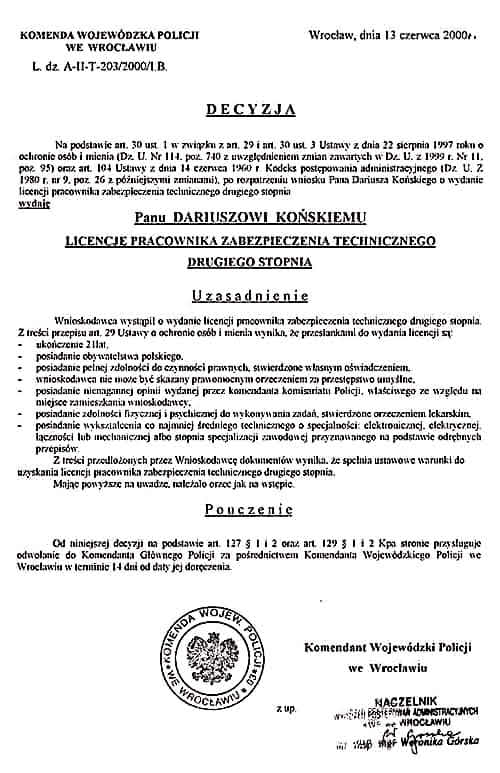 KOMENDA WOJEWÓDZKA POLICJI
WE WROCŁAWIU
Wrocław, dnia 13 czerwca 2000r.
L. dz. A-II-T-203/2000/I.B.
DECYZJA
Na podstawie art. 30 ust. 1 w związku z art. 29 i art. 30 ust. 3 Ustawy z dnia 22 sierpnia 1997 roku o
ochronie osób i mienia (Dz. U. Nr 114, poz. 740 z uwzględnieniem zmian zawartych w Dz. U. z 1999 r. Nr 11,
poz. 95) oraz art. 104 Ustawy z dnia 14 czerwca 1960 r. Kodeks postępowania administracyjnego (Dz. U. Z
1980 r. nr 9, poz. 26 z późniejszymi zmianami), po rozpatrzeniu wniosku Pana Dariusza Końskiego o wydanie
licencji pracownika zabezpieczenia technicznego drugiego stopnia
wydaję
Panu DARIUSZOWI KOŃSKIEMU
LICENCJĘ PRACOWNIKA ZABEZPIECZENIA TECHNICZNEGO
DRUGIEGO STOPNIA
Uzasadnienie
Wnioskodawca wystąpił o wydanie licencji pracownika zabezpieczenia technicznego drugiego stopnia.
Z treści przepisu art. 29 Ustawy o ochronie osób i mienia wynika, że przesłankami do wydania licencji są:
- ukończenie 21lat,
- posiadanie obywatelstwa polskiego,
- posiadanie pełnej zdolności do czynności prawnych, stwierdzone własnym oświadczeniem,
- wnioskodawca nie może być skazany prawomocnym orzeczeniem za przestępstwo umyślne,
- posiadanie nienagannej opinii wydanej przez komendanta komisariatu Policji, właściwego ze względu na
miejsce zamieszkania wnioskodawcy,
- posiadanie zdolności fizycznej i psychicznej do wykonywania zadań, stwierdzone orzeczeniem lekarskim,
- posiadanie wykształcenia co najmniej średniego technicznego o specjalności: elektronicznej, elektrycznej,
łączności lub mechanicznej albo stopnia specjalizacji zawodowej przyznawanego na podstawie odrębnych
przepisów.
Z treści przedłożonych przez Wnioskodawcę dokumentów wynika, że spełnia ustawowe warunki do
uzyskania licencji pracownika zabezpieczenia technicznego drugiego stopnia.
Mając powyższe na uwadze, należało orzec jak na wstępie.
Pouczenie
Od niniejszej decyzji na podstawie art. 127 § 1 i 2 oraz art. 129 § 1 i 2 Kpa stronie przysługuje
odwołanie do Komendanta Głównego Policji za pośrednictwem Komendanta Wojewódzkiego Policji we
Wrocławiu w terminie 14 dni od daty jej doręczenia.
KOMENDA WOJEW. POLICJI
WE WROCŁAWIU
Komendant Wojewódzki Policji
we Wrocławiu
z up.
NACZELNIK
ADMINISTRACYJNYCH
WROCŁAWIU
mgr Weronika Górska